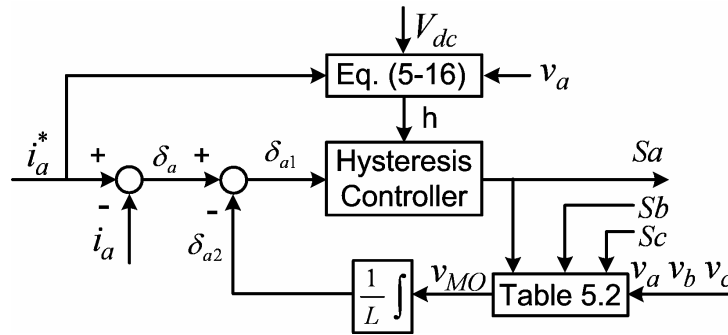 V_dc
Eq. (5-16)
v_a
h
i_a^*
+
δ_a
+
δ_a1
Hysteresis
Controller
Sa
-
i_a
-
δ_a2
Sb
Sc
1/L ∫
v_MO
Table 5.2
v_a v_b v_c